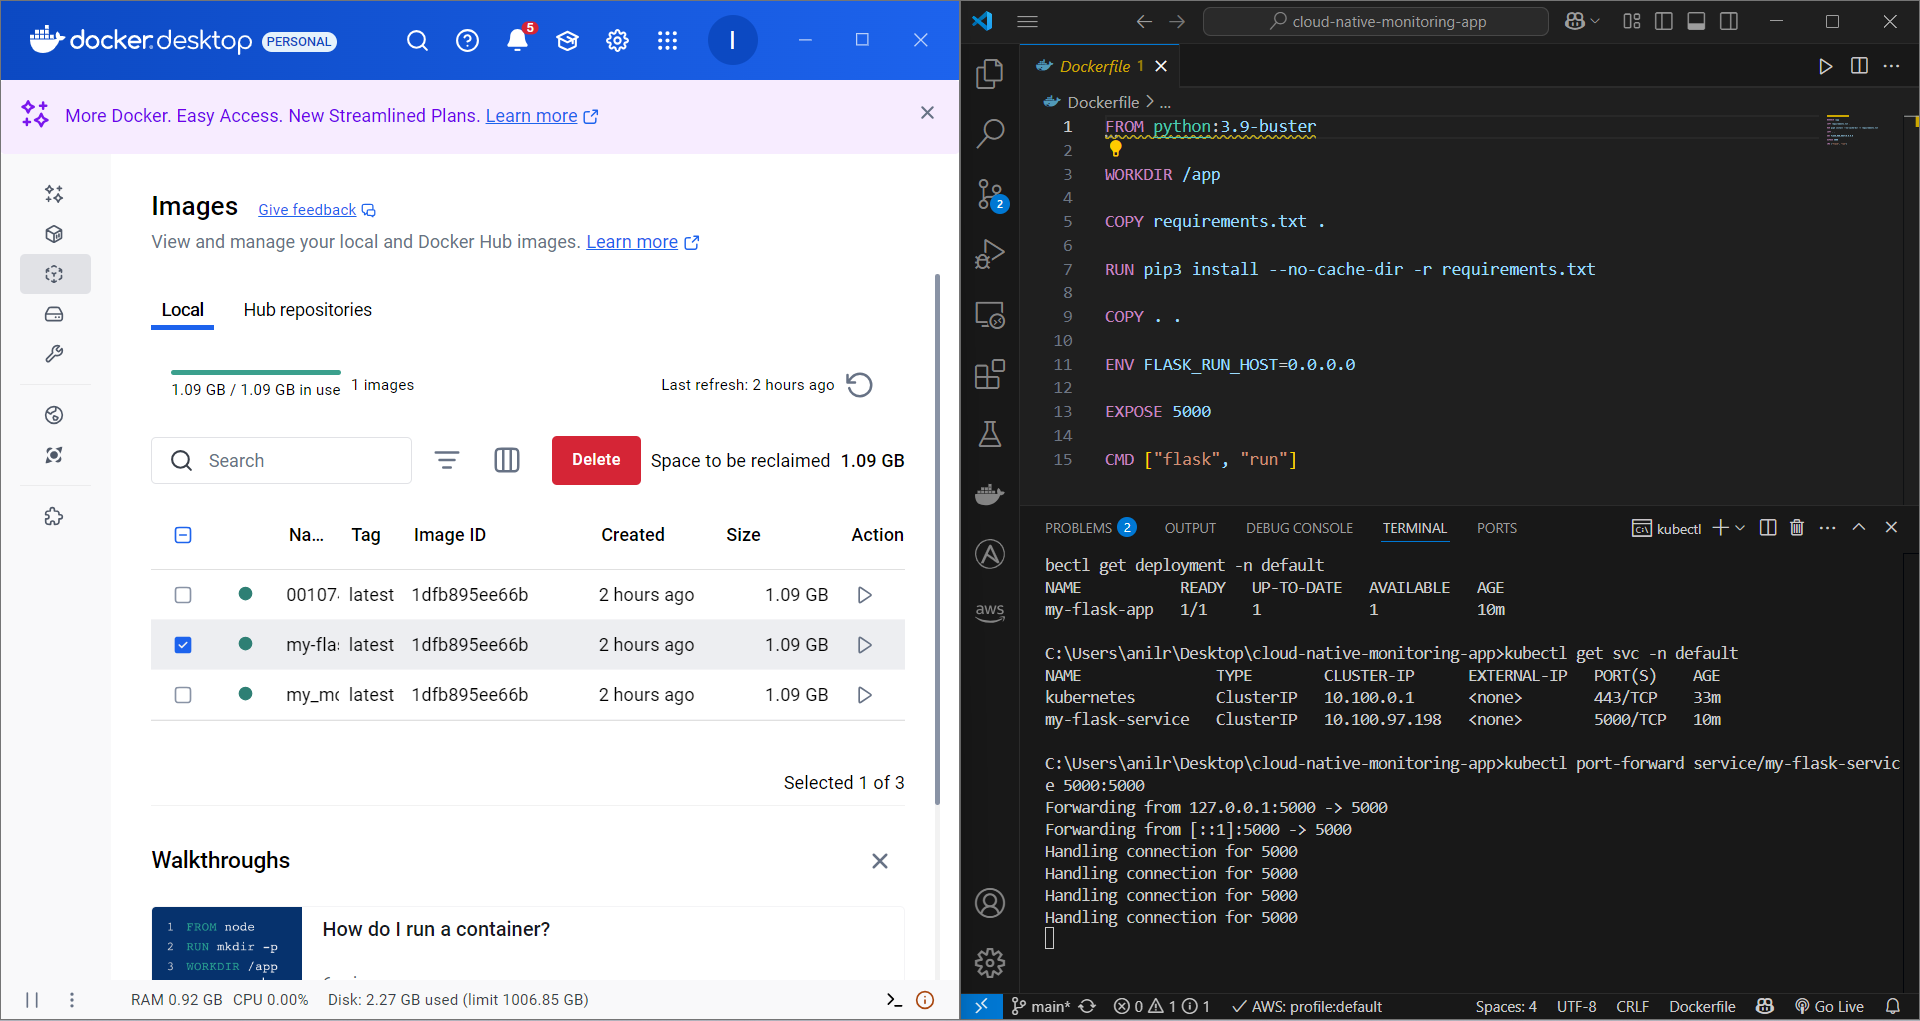 docker.desktop PERSONAL
5
I
More Docker. Easy Access. New Streamlined Plans. Learn more
Images Give feedback
View and manage your local and Docker Hub images. Learn more
Local Hub repositories
1.09 GB / 1.09 GB in use 1 images Last refresh: 2 hours ago
Search Delete Space to be reclaimed 1.09 GB
Na... Tag Image ID Created Size Action
00107 latest 1dfb895ee66b 2 hours ago 1.09 GB
my-fla latest 1dfb895ee66b 2 hours ago 1.09 GB
my_mo latest 1dfb895ee66b 2 hours ago 1.09 GB
Selected 1 of 3
Walkthroughs
1 FROM node
2 RUN mkdir -p
3 WORKDIR /app
How do I run a container?
RAM 0.92 GB CPU 0.00% Disk: 2.27 GB used (limit 1006.85 GB)
cloud-native-monitoring-app
2
aws
Dockerfile 1
Dockerfile > ...
1 FROM python:3.9-buster
2
3 WORKDIR /app
4
5 COPY requirements.txt .
6
7 RUN pip3 install --no-cache-dir -r requirements.txt
8
9 COPY . .
10
11 ENV FLASK_RUN_HOST=0.0.0.0
12
13 EXPOSE 5000
14
15 CMD ["flask", "run"]
PROBLEMS 2 OUTPUT DEBUG CONSOLE TERMINAL PORTS kubectl
bectl get deployment -n default
NAME READY UP-TO-DATE AVAILABLE AGE
my-flask-app 1/1 1 1 10m
C:\Users\anilr\Desktop\cloud-native-monitoring-app>kubectl get svc -n default
NAME TYPE CLUSTER-IP EXTERNAL-IP PORT(S) AGE
kubernetes ClusterIP 10.100.0.1 <none> 443/TCP 33m
my-flask-service ClusterIP 10.100.97.198 <none> 5000/TCP 10m
C:\Users\anilr\Desktop\cloud-native-monitoring-app>kubectl port-forward service/my-flask-servic
e 5000:5000
Forwarding from 127.0.0.1:5000 -> 5000
Forwarding from [::1]:5000 -> 5000
Handling connection for 5000
Handling connection for 5000
Handling connection for 5000
Handling connection for 5000
main* 0 1 1 AWS: profile:default Spaces: 4 UTF-8 CRLF Dockerfile Go Live